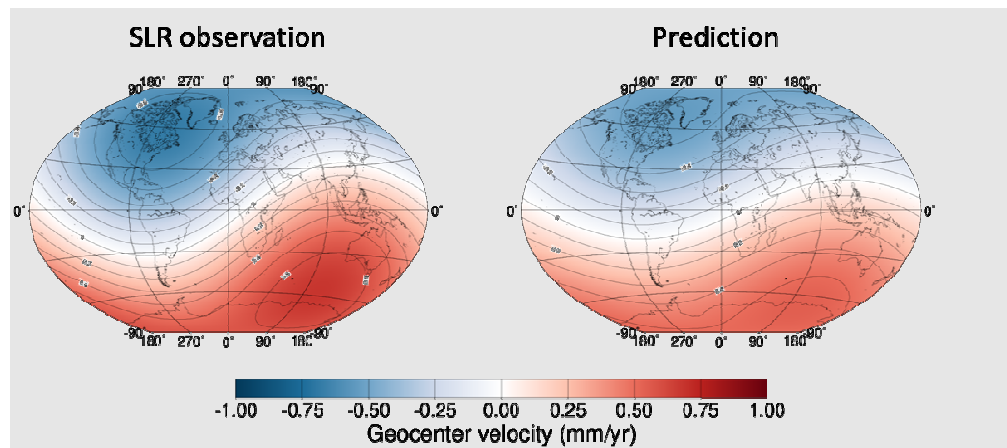 SLR observation
Prediction
90° 180° 270° 0° 90° 180° 90°
90° 180° 270° 0° 90° 180° 90°
0° 0°
0° 0°
-90° 180° 270° 0° 90° 180° -90°
-90° 180° 270° 0° 90° 180° -90°
-1.00 -0.75 -0.50 -0.25 0.00 0.25 0.50 0.75 1.00
Geocenter velocity (mm/yr)